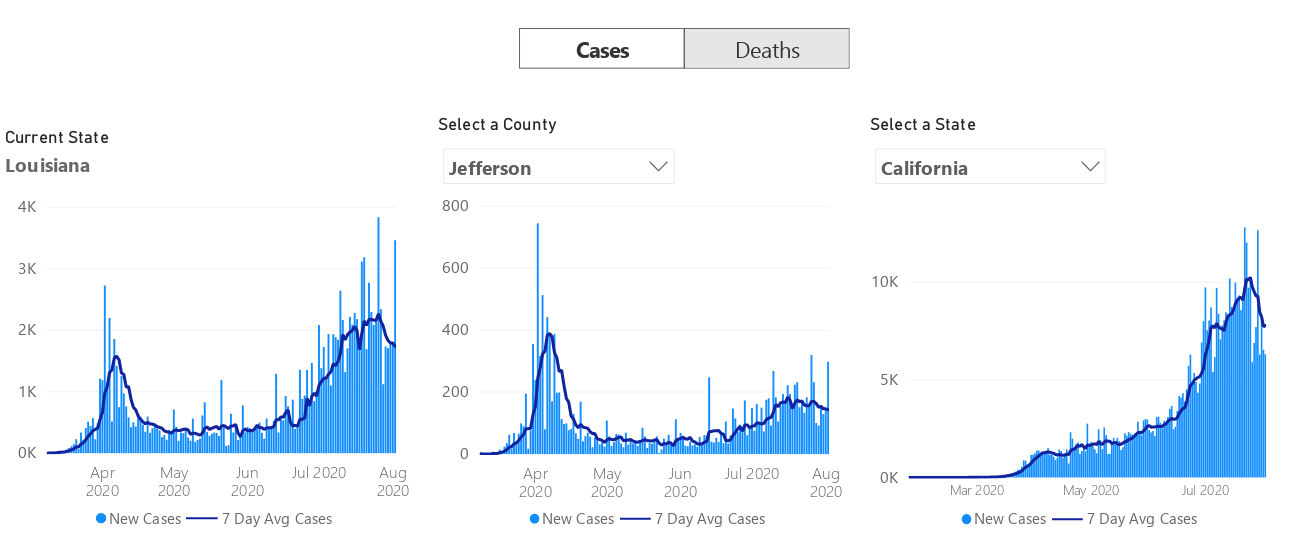 Cases Deaths
Current State
Louisiana
4K
3K
2K
1K
0K
Apr 2020
May 2020
Jun 2020
Jul 2020
Aug 2020
New Cases 7 Day Avg Cases
Select a County
Jefferson
800
600
400
200
0
Apr 2020
May 2020
Jun 2020
Jul 2020
Aug 2020
New Cases 7 Day Avg Cases
Select a State
California
10K
5K
0K
Mar 2020 May 2020 Jul 2020
New Cases 7 Day Avg Cases